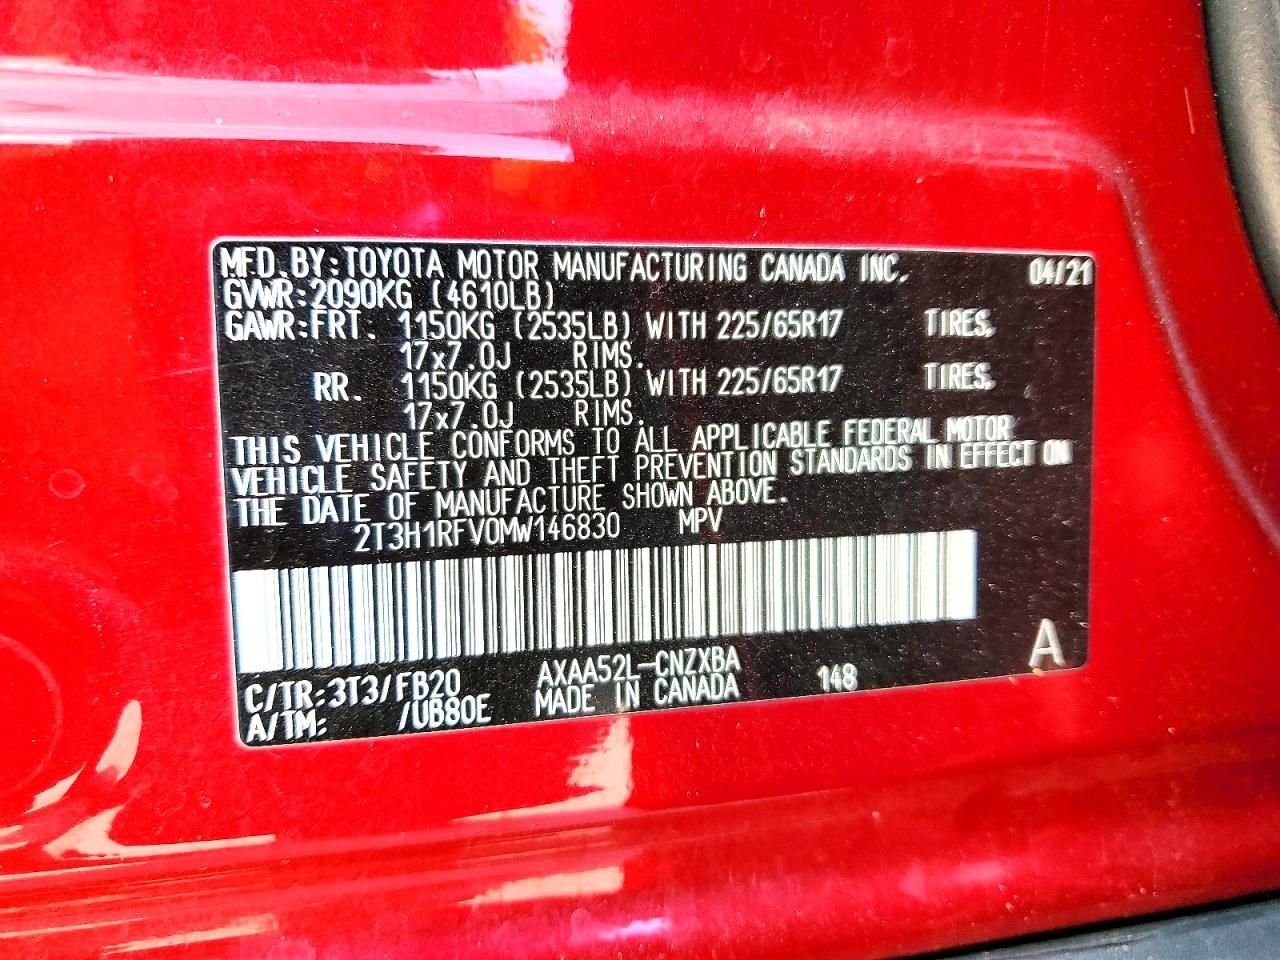 MFD.BY:TOYOTA MOTOR MANUFACTURING CANADA INC. 04/21
GVWR:2090KG (4610LB)
GAWR:FRT. 1150KG (2535LB) WITH 225/65R17 TIRES,
17x7.0J RIMS.
RR. 1150KG (2535LB) WITH 225/65R17 TIRES,
17x7.0J RIMS.
THIS VEHICLE CONFORMS TO ALL APPLICABLE FEDERAL MOTOR
VEHICLE SAFETY AND THEFT PREVENTION STANDARDS IN EFFECT ON
THE DATE OF MANUFACTURE SHOWN ABOVE.
2T3H1RFV0MW146830 MPV
C/TR:3T3/FB20 AXAA52L-CNZXBA 148 A
A/TM: /UB80E MADE IN CANADA